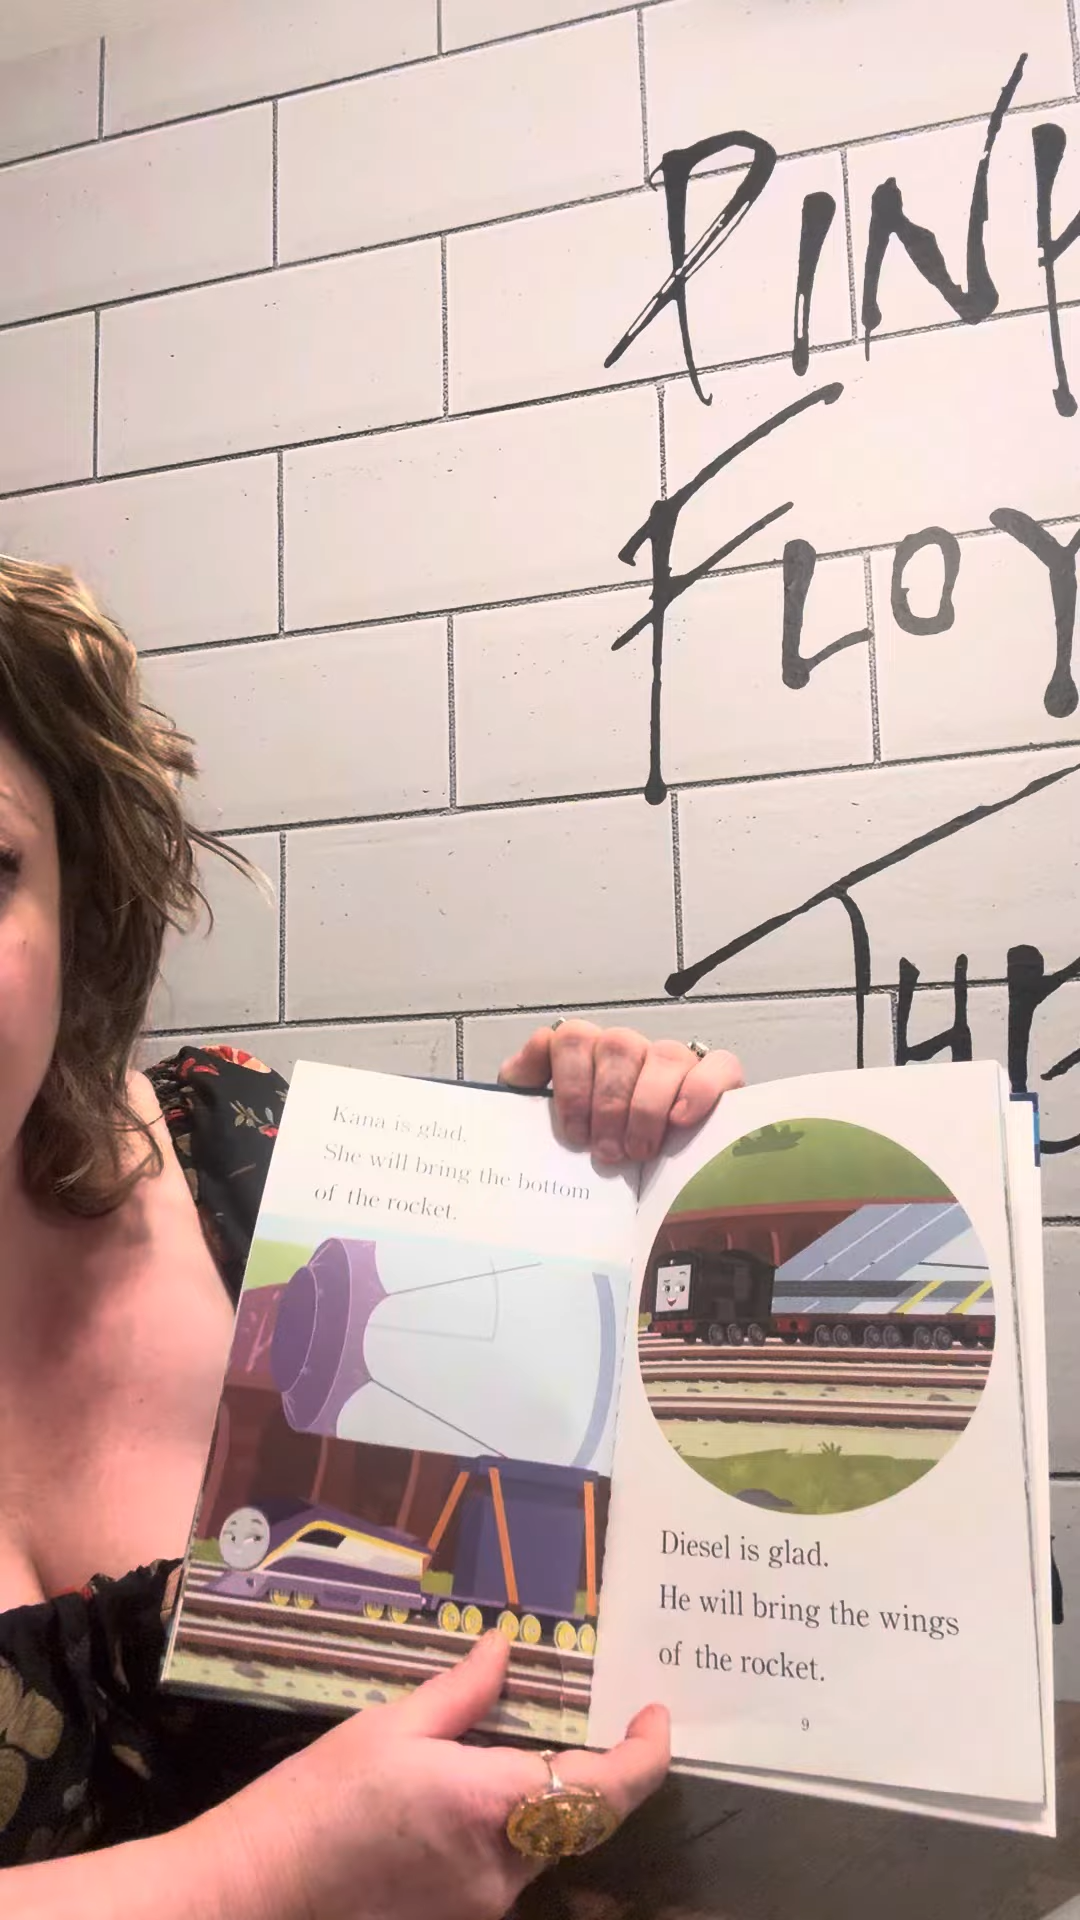 PINK
FLOY
THE
Kana is glad.
She will bring the bottom
of the rocket.
Diesel is glad.
He will bring the wings
of the rocket.
9